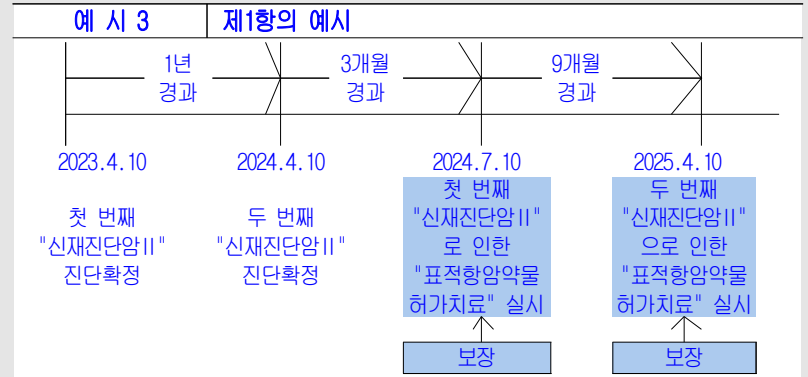 예 시 3 제1항의 예시
1년
경과
3개월
경과
9개월
경과
2023.4.10
2024.4.10
2024.7.10
2025.4.10
첫 번째
"신재진단암II"
진단확정
두 번째
"신재진단암II"
진단확정
첫 번째
"신재진단암II"
로 인한
"표적항암약물
허가치료" 실시
두 번째
"신재진단암II"
으로 인한
"표적항암약물
허가치료" 실시
보장
보장